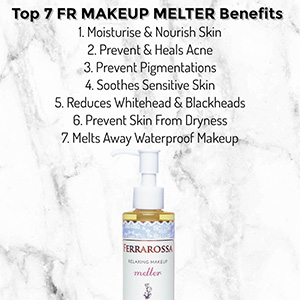 Top 7 FR MAKEUP MELTER Benefits
1. Moisturise & Nourish Skin
2. Prevent & Heals Acne
3. Prevent Pigmentations
4. Soothes Sensitive Skin
5. Reduces Whitehead & Blackheads
6. Prevent Skin From Dryness
7. Melts Away Waterproof Makeup
FERRAROSSA
RELAXING MAKEUP
melter